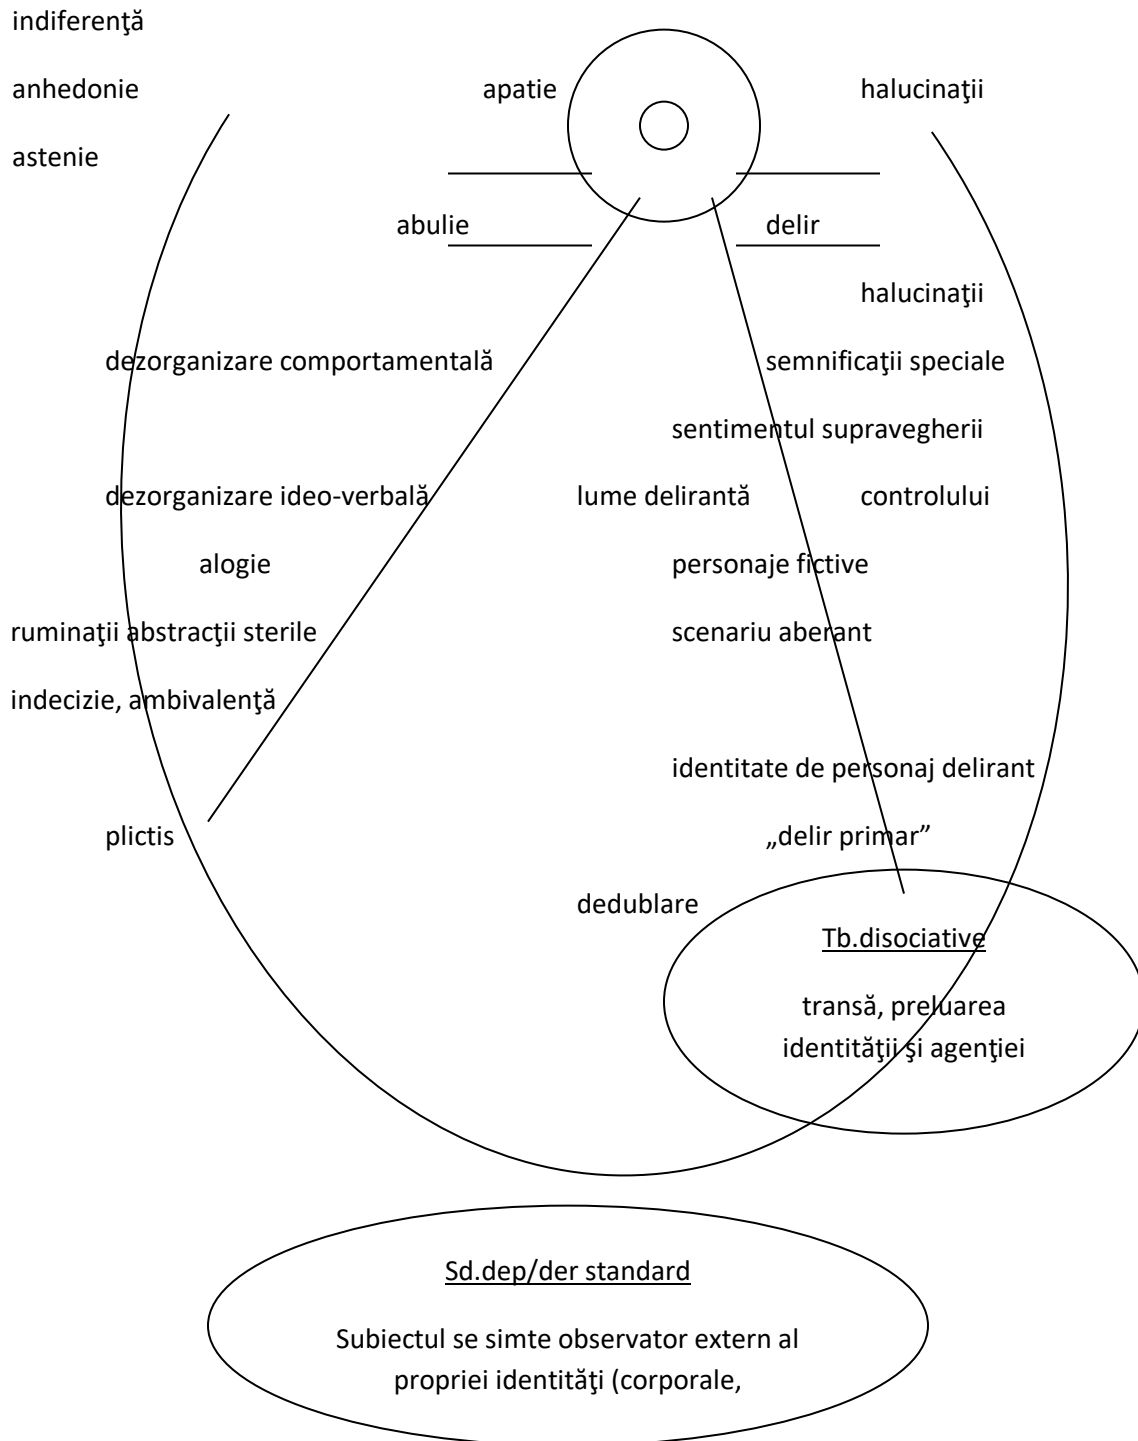 indiferenţă
anhedonie apatie halucinaţii
astenie
abulie delir
halucinaţii
dezorganizare comportamentală semnificaţii speciale
sentimentul supravegherii
dezorganizare ideo-verbală lume delirantă controlului
alogie personaje fictive
ruminaţii abstracţii sterile scenariu aberant
indecizie, ambivalenţă
identitate de personaj delirant
plictis „delir primar”
dedublare
Tb.disociative
transă, preluarea
identităţii şi agenţiei
Sd.dep/der standard
Subiectul se simte observator extern al
propriei identităţi (corporale,